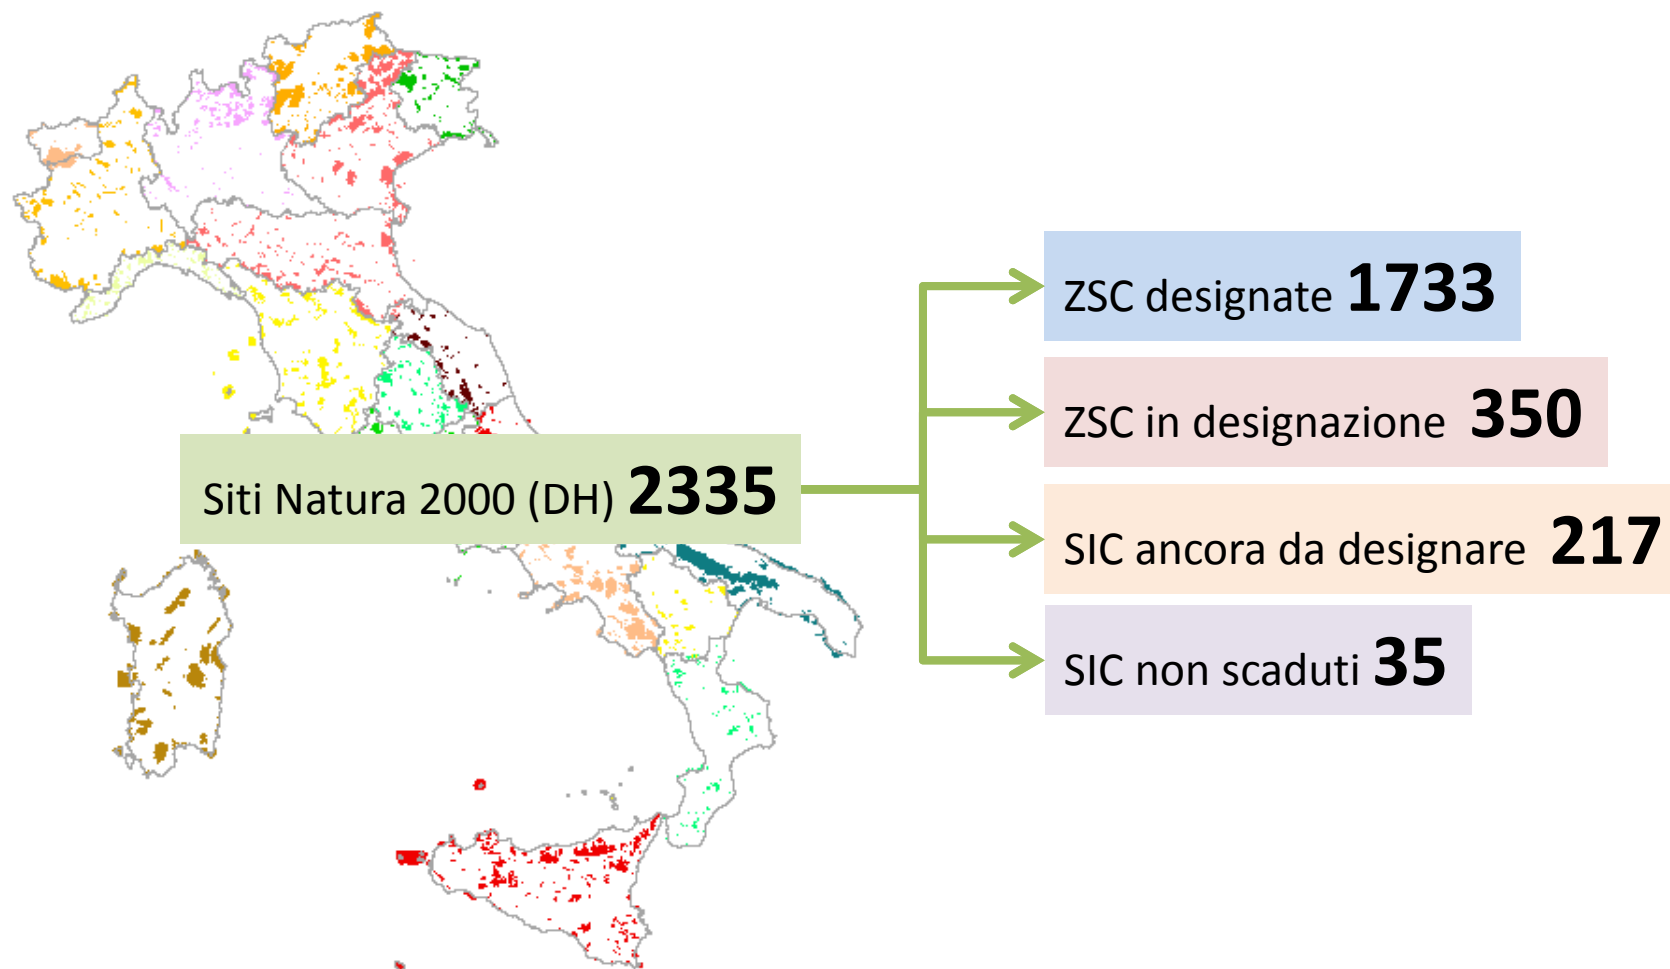 Siti Natura 2000 (DH) 2335
ZSC designate 1733
ZSC in designazione 350
SIC ancora da designare 217
SIC non scaduti 35